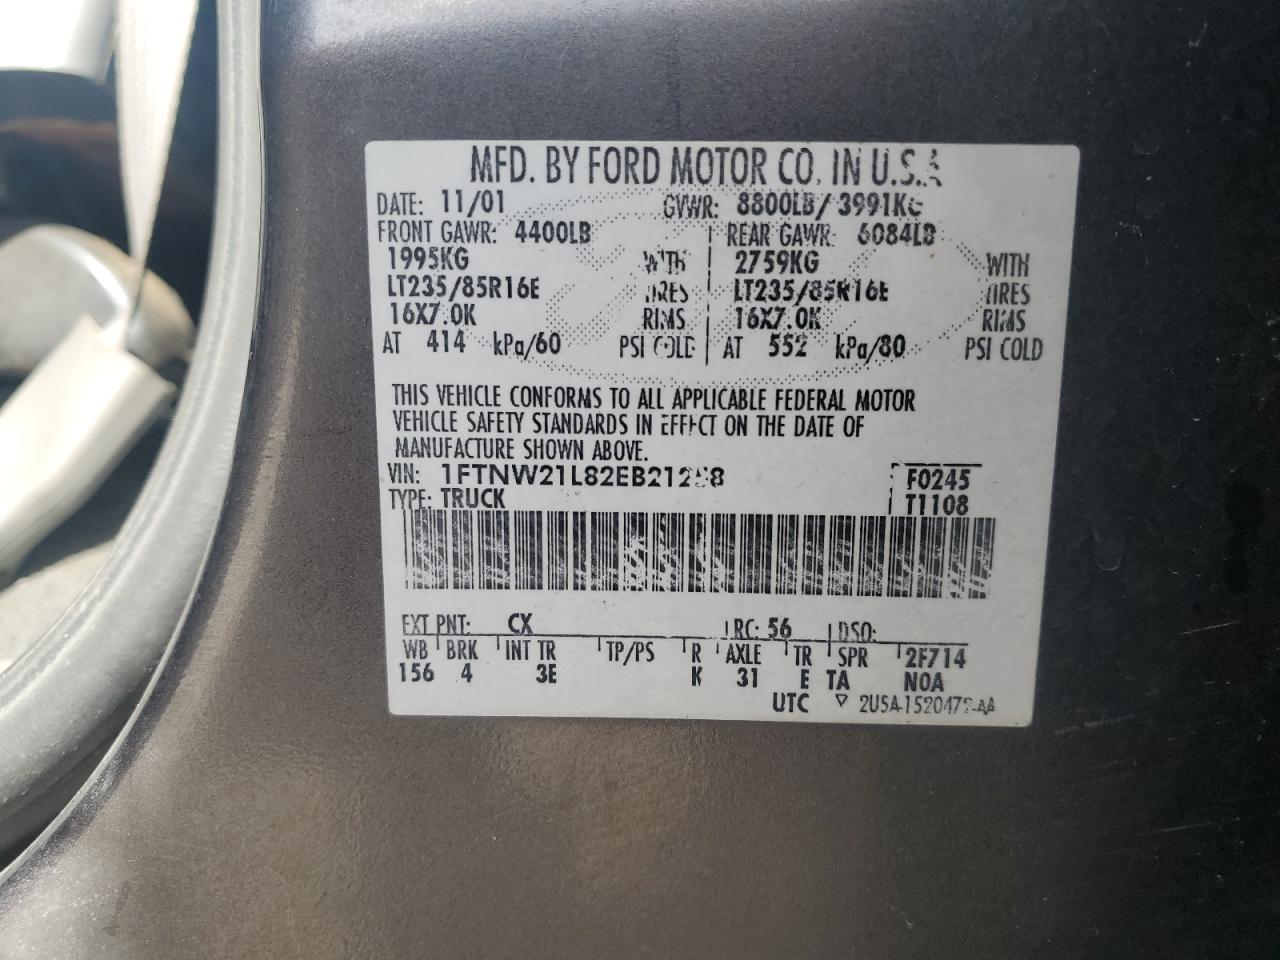 MFD. BY FORD MOTOR CO. IN U.S.A
DATE: 11/01 GVWR: 8800LB/ 3991KG
FRONT GAWR: 4400LB REAR GAWR: 6084LB
1995KG WITH 2759KG WITH
LT235/85R16E TIRES LT235/85R16E TIRES
16X7.0K RIMS 16X7.0K RIMS
AT 414 kPa/60 PSI COLD AT 552 kPa/80 PSI COLD
THIS VEHICLE CONFORMS TO ALL APPLICABLE FEDERAL MOTOR
VEHICLE SAFETY STANDARDS IN EFFECT ON THE DATE OF
MANUFACTURE SHOWN ABOVE.
VIN: F0245
TYPE: TRUCK T1108
EXT PNT: CX RC: 56 DSO:
WB BRK INT TR TP/PS R AXLE TR SPR 2F714
156 4 3E K 31 E TA N0A
UTC ▽